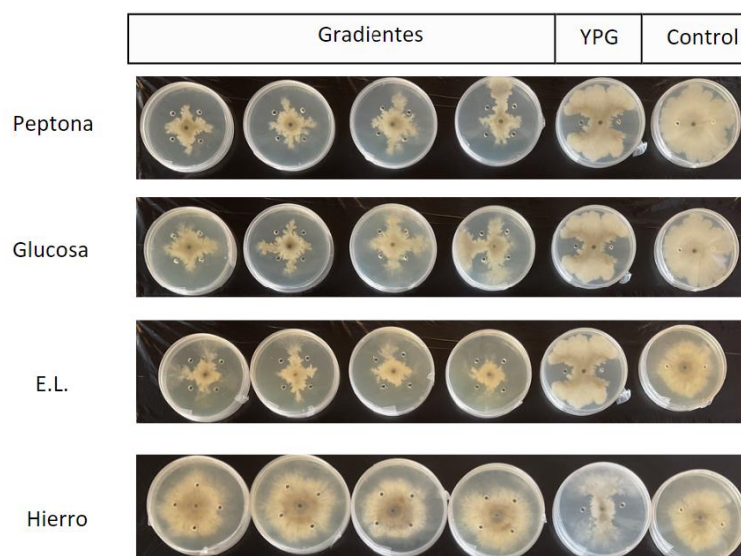 Gradientes YPG Control
Peptona
Glucosa
E.L.
Hierro